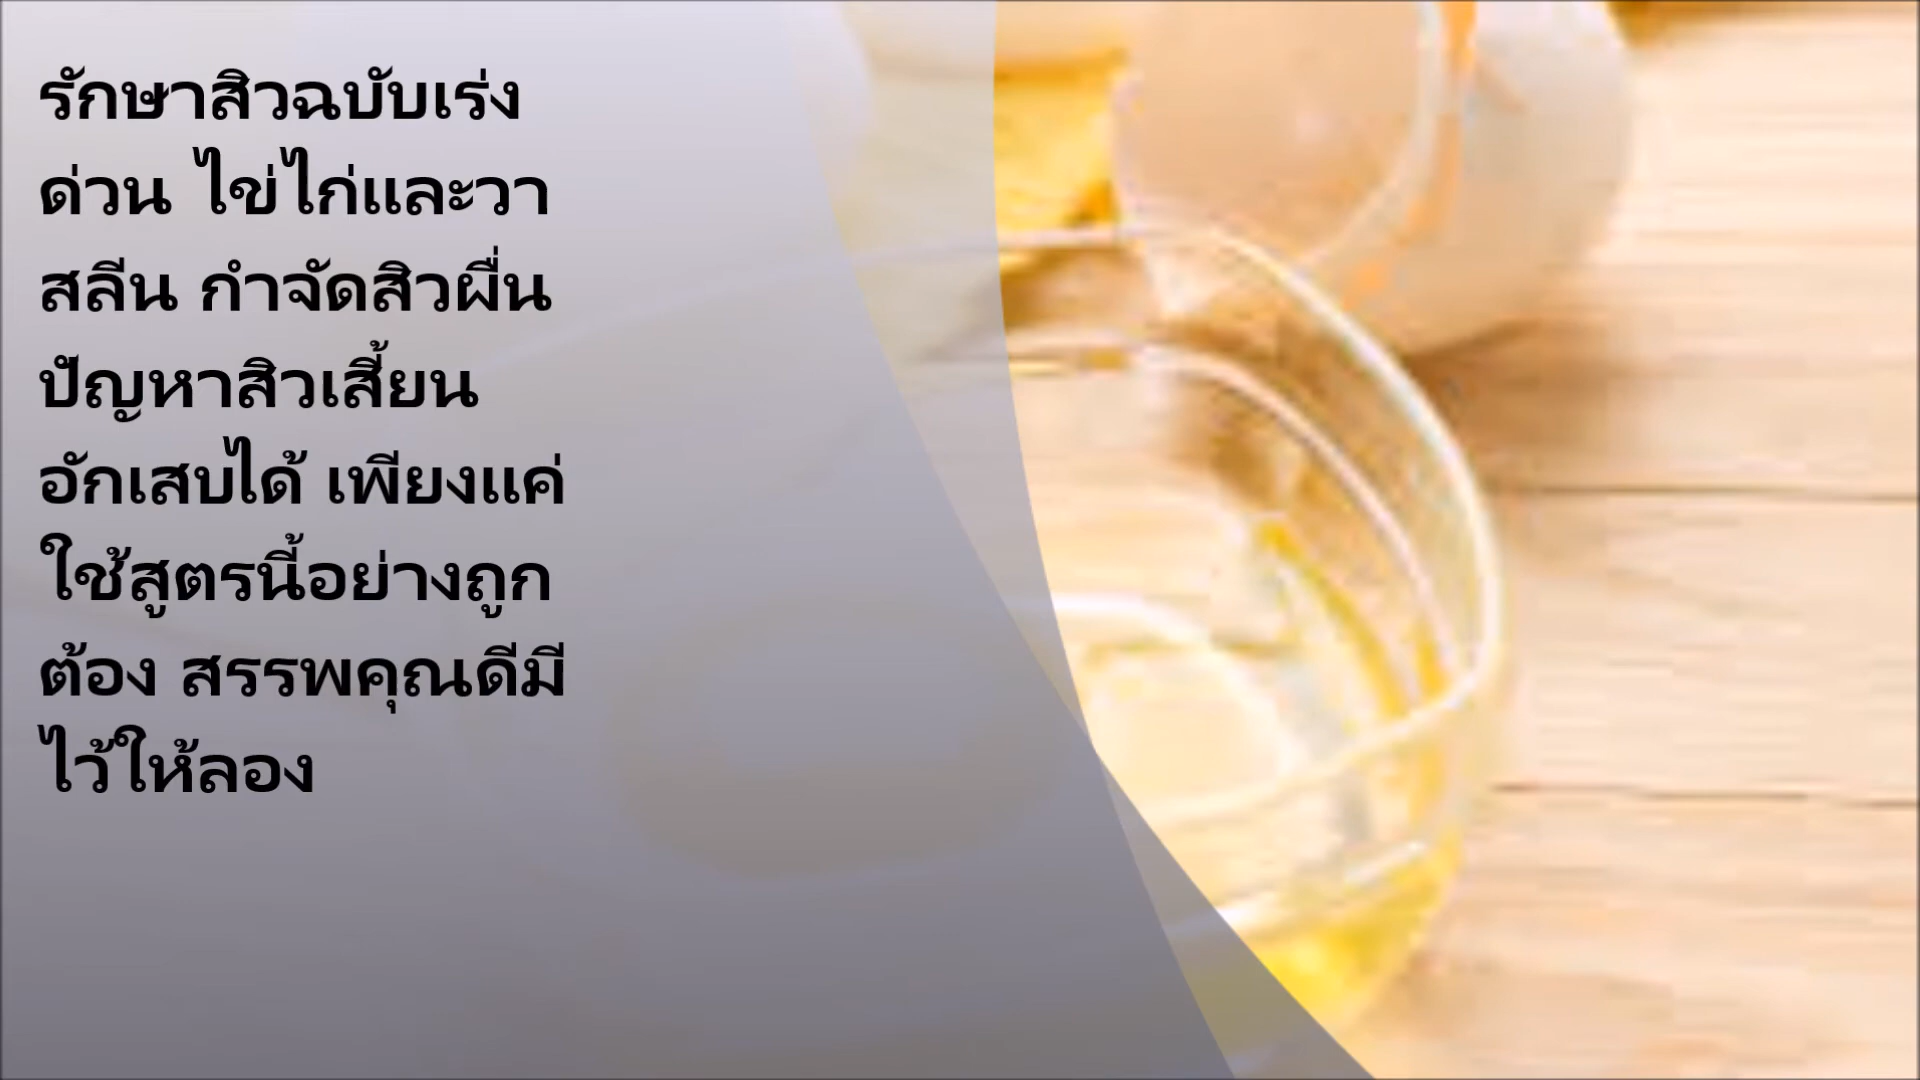 รักษาสิวฉบับเร่ง
ด่วน ไข่ไก่และวา
สลีน กำจัดสิวผื่น
ปัญหาสิวเสี้ยน
อักเสบได้ เพียงแค่
ใช้สูตรนี้อย่างถูก
ต้อง สรรพคุณดีมี
ไว้ให้ลอง